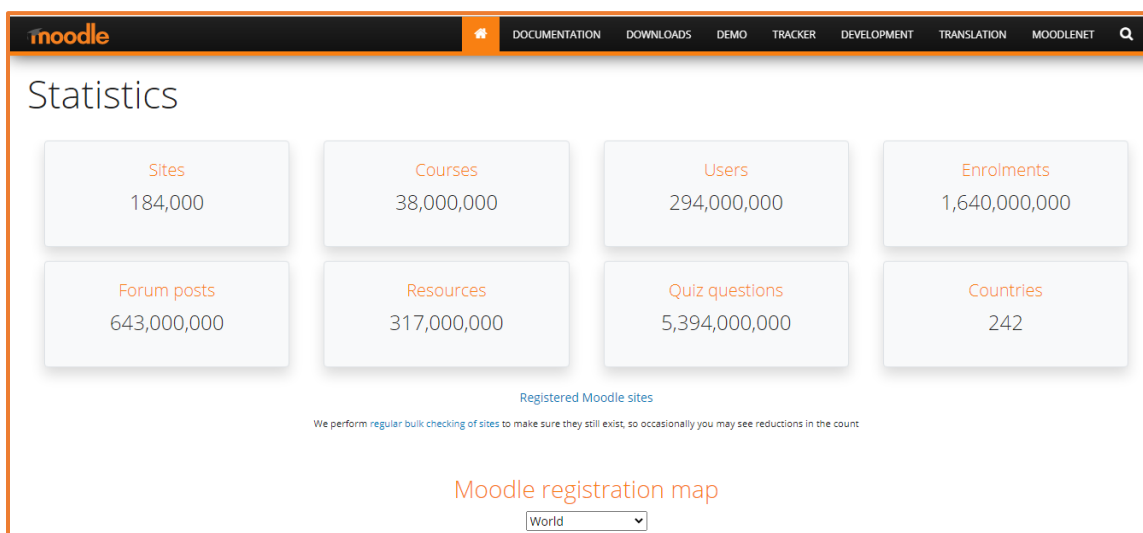 moodle
DOCUMENTATION DOWNLOADS DEMO TRACKER DEVELOPMENT TRANSLATION MOODLENET
Statistics
Sites Courses Users Enrolments
184,000 38,000,000 294,000,000 1,640,000,000
Forum posts Resources Quiz questions Countries
643,000,000 317,000,000 5,394,000,000 242
Registered Moodle sites
We perform regular bulk checking of sites to make sure they still exist, so occasionally you may see reductions in the count
Moodle registration map
World